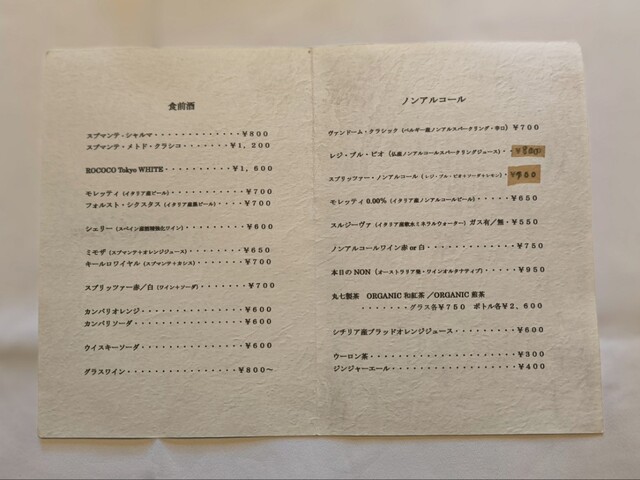 食前酒
スプマンテ・シャルマ・・・・・・・・・・・・・・¥800
スプマンテ・メトド・クラシコ・・・・・・・¥1,200
ROCOCO Tokyo WHITE・・・・・・・・・・¥1,600
モレッティ（イタリア産ビール）・・・・・・・・・・¥700
フォルスト・シクスタス（イタリア産黒ビール）・・・・¥700
シェリー（スペイン産酒精強化ワイン）・・・・・・・・・¥600
ミモザ（スプマンテ＋オレンジジュース）・・・・・・・・¥650
キールロワイヤル（スプマンテ＋カシス）・・・・・・・¥700
スプリッツァー赤／白（ワイン＋ソーダ）・・・・・・・¥700
カンパリオレンジ・・・・・・・・・・・・・・・¥600
カンパリソーダ・・・・・・・・・・・・・・・・¥600
ウイスキーソーダ・・・・・・・・・・・・・・・¥600
グラスワイン・・・・・・・・・・・・・・・・・¥800～
ノンアルコール
ヴァンドーム・クラシック（ベルギー産ノンアルスパークリング・辛口）¥700
レジ・ブル・ビオ（仏産ノンアルコールスパークリングジュース）・・
スプリッツァー・ノンアルコール（レジ・ブル・ビオ＋ソーダ＋レモン）・
モレッティ 0.00%（イタリア産ノンアルコールビール）・・・・・¥650
スルジーヴァ（イタリア産軟水ミネラルウォーター）ガス有／無・¥550
ノンアルコールワイン赤 or 白・・・・・・・・・・・¥750
本日の NON（オーストラリア発・ワインオルタナティブ）・・・・・¥950
丸七製茶　ORGANIC 和紅茶／ORGANIC 煎茶
・・・・・・・・グラス各¥750　ボトル各¥2,600
シチリア産ブラッドオレンジジュース・・・・・・・・¥600
ウーロン茶・・・・・・・・・・・・・・・・・・・・¥300
ジンジャーエール・・・・・・・・・・・・・・・・・¥400